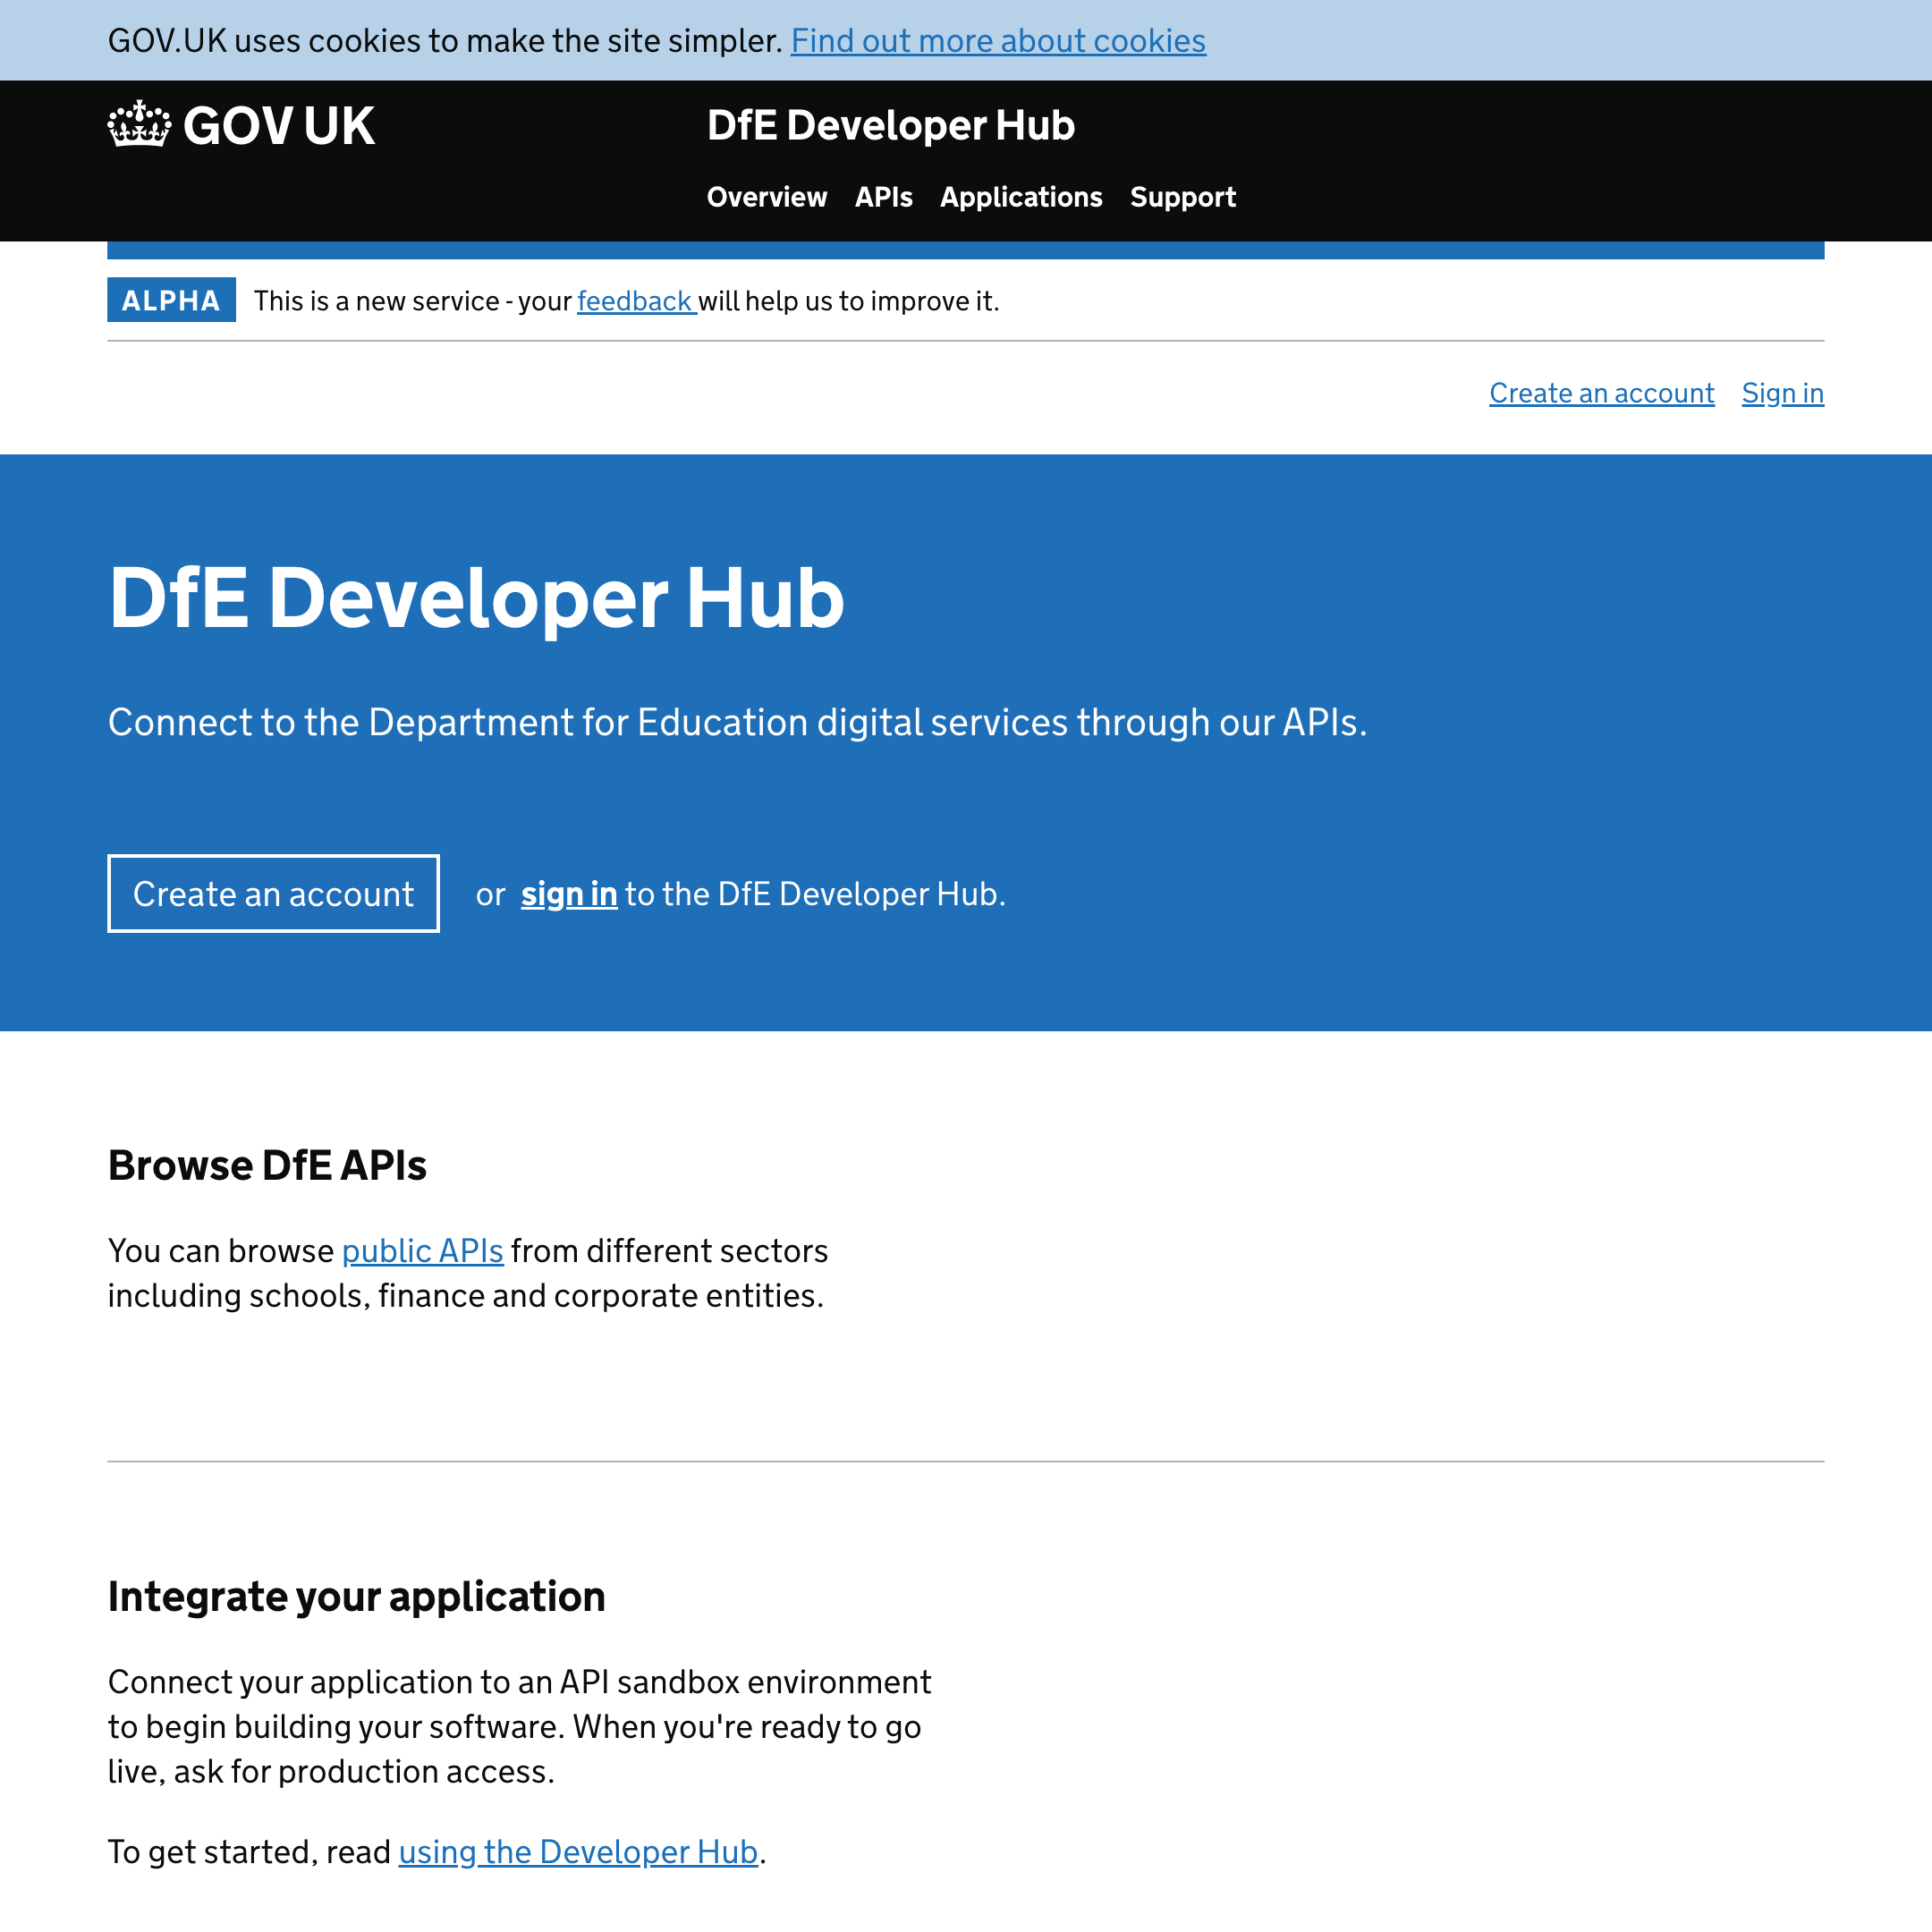 GOV.UK uses cookies to make the site simpler. Find out more about cookies
GOV UK
DfE Developer Hub
Overview APIs Applications Support
ALPHA This is a new service - your feedback will help us to improve it.
Create an account Sign in
DfE Developer Hub
Connect to the Department for Education digital services through our APIs.
Create an account or sign in to the DfE Developer Hub.
Browse DfE APIs
You can browse public APIs from different sectors
including schools, finance and corporate entities.
Integrate your application
Connect your application to an API sandbox environment
to begin building your software. When you're ready to go
live, ask for production access.
To get started, read using the Developer Hub.